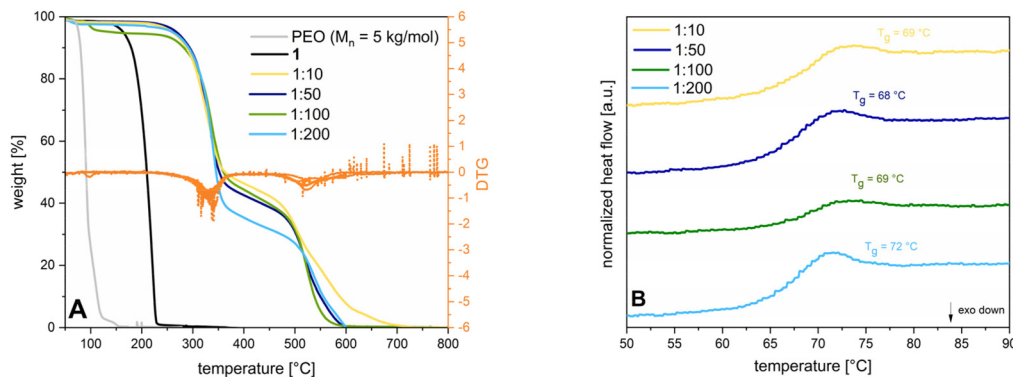 100
80
60
40
20
0
weight [%]
PEO (Mn = 5 kg/mol)
1
1:10
1:50
1:100
1:200
A
6
5
4
3
2
1
0
-1
-2
-3
-4
-5
-6
DTG
100 200 300 400 500 600 700 800
temperature [°C]
normalized heat flow [a.u.]
1:10
1:50
1:100
1:200
Tg = 69 °C
Tg = 68 °C
Tg = 69 °C
Tg = 72 °C
B
exo down
50 55 60 65 70 75 80 85 90
temperature [°C]